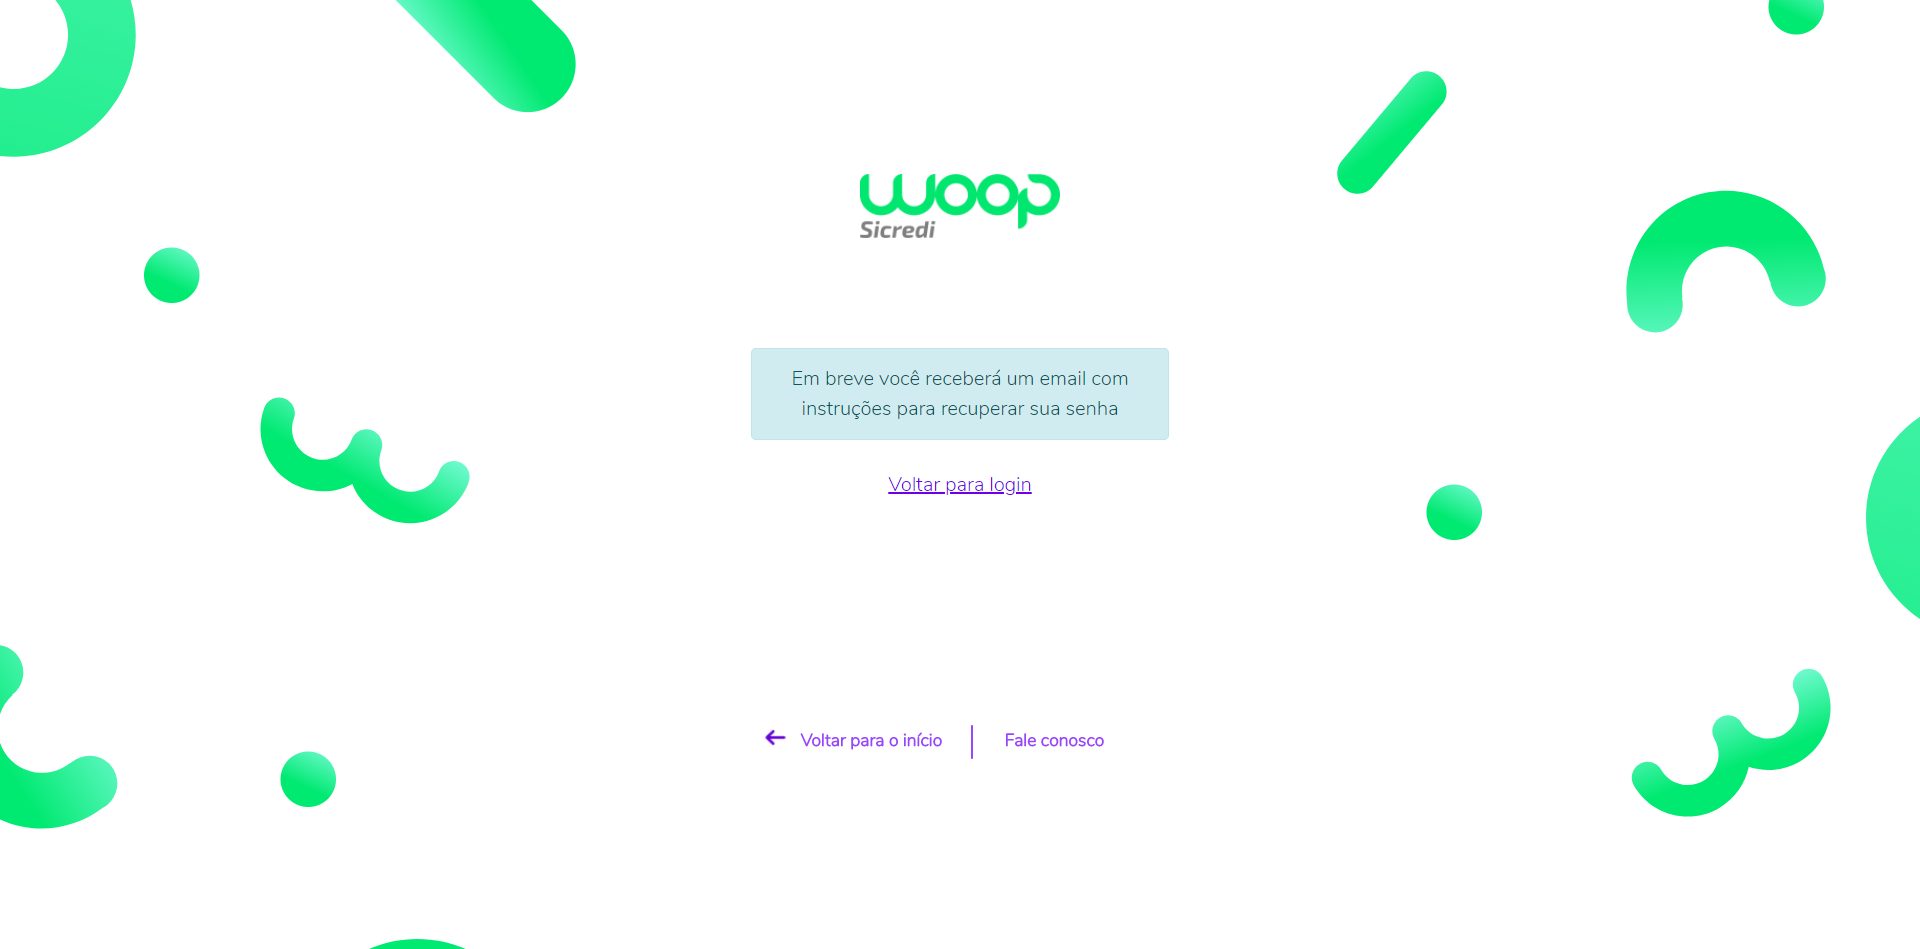 woop
Sicredi
Em breve você receberá um email com
instruções para recuperar sua senha
Voltar para login
Voltar para o início
Fale conosco